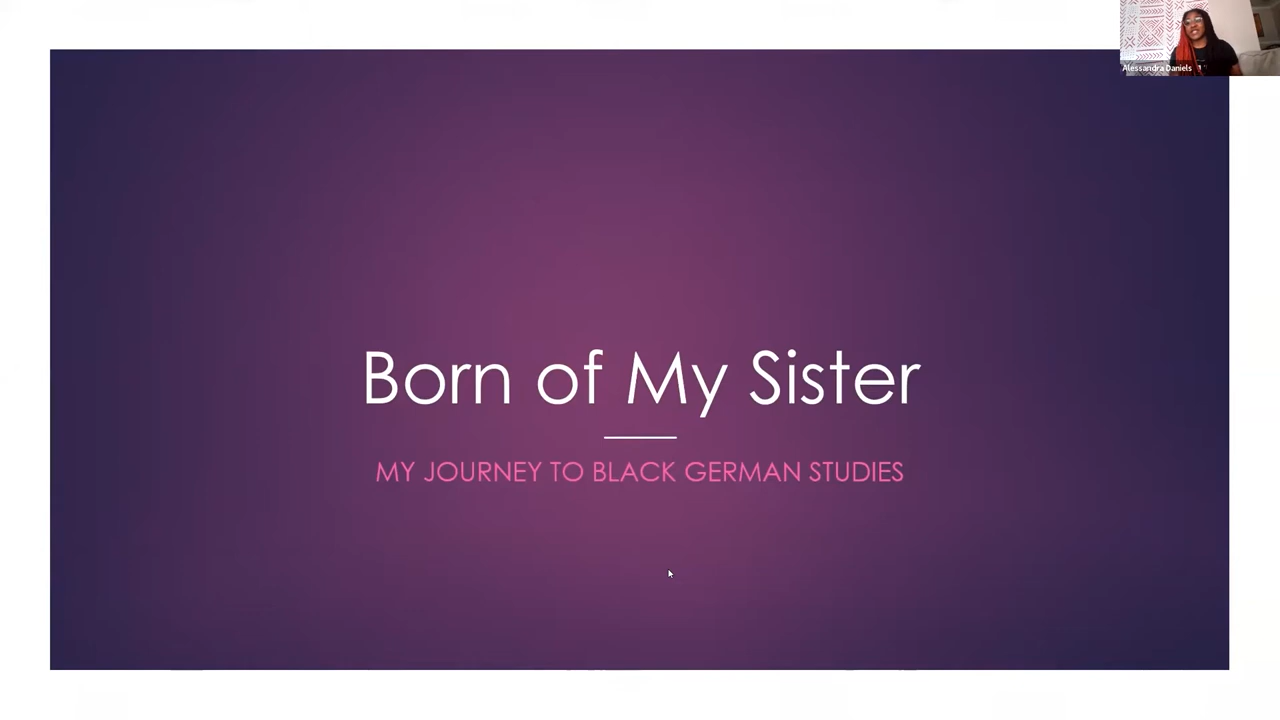 Alessandra Daniels
Born of My Sister
MY JOURNEY TO BLACK GERMAN STUDIES